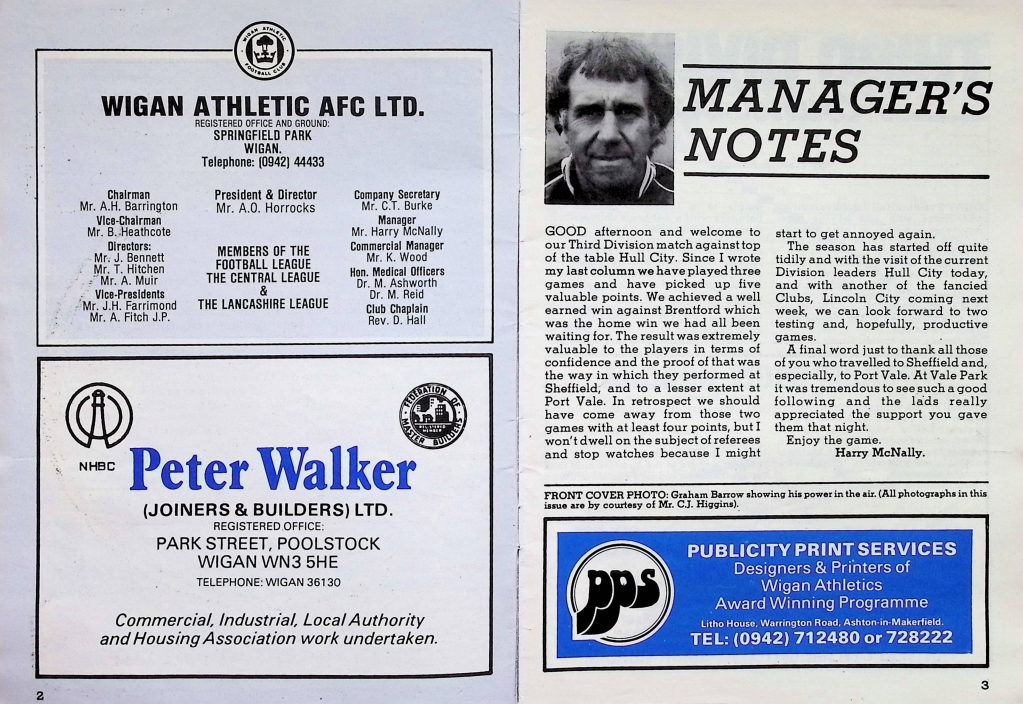 WIGAN ATHLETIC
FOOTBALL CLUB
WIGAN ATHLETIC AFC LTD.
REGISTERED OFFICE AND GROUND:
SPRINGFIELD PARK
WIGAN.
Telephone: (0942) 44433
Chairman
Mr. A.H. Barrington
Vice-Chairman
Mr. B. Heathcote
Directors:
Mr. J. Bennett
Mr. T. Hitchen
Mr. A. Muir
Vice-Presidents
Mr. J.H. Farrimond
Mr. A. Fitch J.P.
President & Director
Mr. A.O. Horrocks
MEMBERS OF THE
FOOTBALL LEAGUE
THE CENTRAL LEAGUE
&
THE LANCASHIRE LEAGUE
Company Secretary
Mr. C.T. Burke
Manager
Mr. Harry McNally
Commercial Manager
Mr. K. Wood
Hon. Medical Officers
Dr. M. Ashworth
Dr. M. Reid
Club Chaplain
Rev. D. Hall
NHBC
FEDERATION OF
MASTER BUILDERS
REGISTERED
MEMBER
Peter Walker
(JOINERS & BUILDERS) LTD.
REGISTERED OFFICE:
PARK STREET, POOLSTOCK
WIGAN WN3 5HE
TELEPHONE: WIGAN 36130
Commercial, Industrial, Local Authority
and Housing Association work undertaken.
2
MANAGER'S
NOTES
GOOD afternoon and welcome to
our Third Division match against top
of the table Hull City. Since I wrote
my last column we have played three
games and have picked up five
valuable points. We achieved a well
earned win against Brentford which
was the home win we had all been
waiting for. The result was extremely
valuable to the players in terms of
confidence and the proof of that was
the way in which they performed at
Sheffield, and to a lesser extent at
Port Vale. In retrospect we should
have come away from those two
games with at least four points, but I
won't dwell on the subject of referees
and stop watches because I might
start to get annoyed again.
The season has started off quite
tidily and with the visit of the current
Division leaders Hull City today,
and with another of the fancied
Clubs, Lincoln City coming next
week, we can look forward to two
testing and, hopefully, productive
games.
A final word just to thank all those
of you who travelled to Sheffield and,
especially, to Port Vale. At Vale Park
it was tremendous to see such a good
following and the lads really
appreciated the support you gave
them that night.
Enjoy the game.
Harry McNally.
FRONT COVER PHOTO: Graham Barrow showing his power in the air. (All photographs in this
issue are by courtesy of Mr. C.J. Higgins).
pps
PUBLICITY PRINT SERVICES
Designers & Printers of
Wigan Athletics
Award Winning Programme
Litho House, Warrington Road, Ashton-in-Makerfield.
TEL: (0942) 712480 or 728222
3